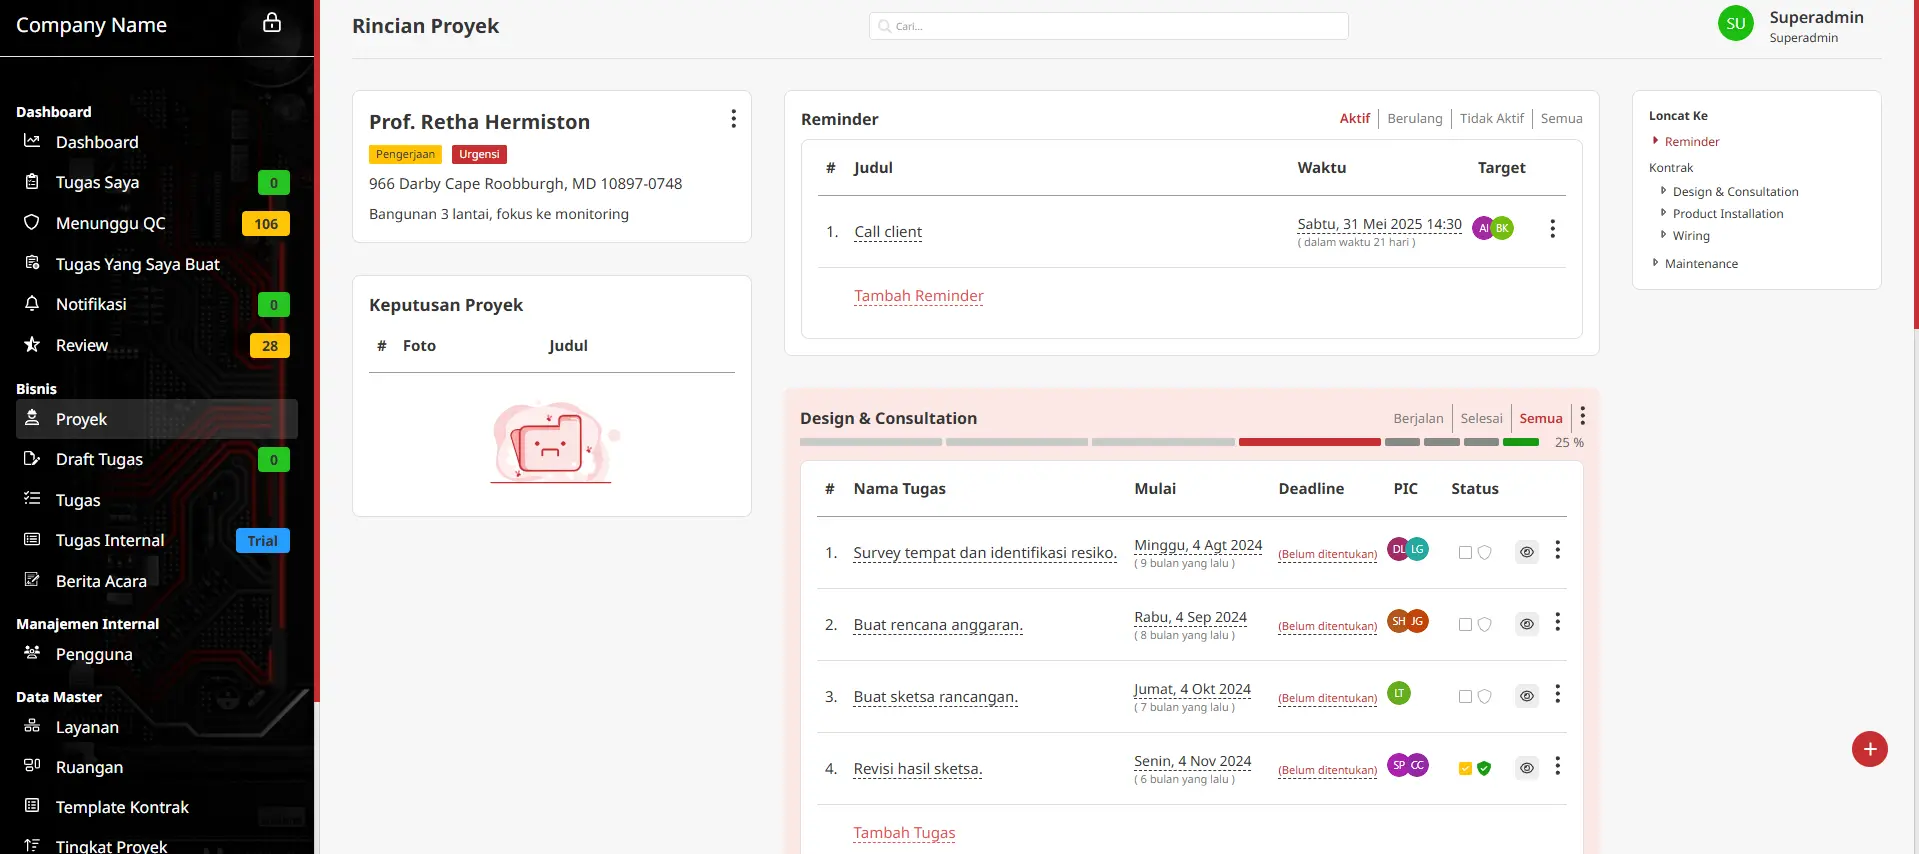 Company Name
Dashboard
Dashboard
Tugas Saya 0
Menunggu QC 106
Tugas Yang Saya Buat
Notifikasi 0
Review 28
Bisnis
Proyek
Draft Tugas 0
Tugas
Tugas Internal Trial
Berita Acara
Manajemen Internal
Pengguna
Data Master
Layanan
Ruangan
Template Kontrak
Tingkat Proyek
Rincian Proyek
Cari...
SU
Superadmin
Superadmin
Prof. Retha Hermiston
Pengerjaan Urgensi
966 Darby Cape Roobburgh, MD 10897-0748
Bangunan 3 lantai, fokus ke monitoring
Keputusan Proyek
# Foto Judul
Reminder Aktif Berulang Tidak Aktif Semua
# Judul Waktu Target
1. Call client Sabtu, 31 Mei 2025 14:30 BK
( dalam waktu 21 hari )
Tambah Reminder
Design & Consultation Berjalan Selesai Semua
25 %
# Nama Tugas Mulai Deadline PIC Status
1. Survey tempat dan identifikasi resiko. Minggu, 4 Agt 2024 (Belum ditentukan) DL LG
( 9 bulan yang lalu )
2. Buat rencana anggaran. Rabu, 4 Sep 2024 (Belum ditentukan) SH JG
( 8 bulan yang lalu )
3. Buat sketsa rancangan. Jumat, 4 Okt 2024 (Belum ditentukan) LT
( 7 bulan yang lalu )
4. Revisi hasil sketsa. Senin, 4 Nov 2024 (Belum ditentukan) SP CC
( 6 bulan yang lalu )
Tambah Tugas
Loncat Ke
Reminder
Kontrak
Design & Consultation
Product Installation
Wiring
Maintenance
+